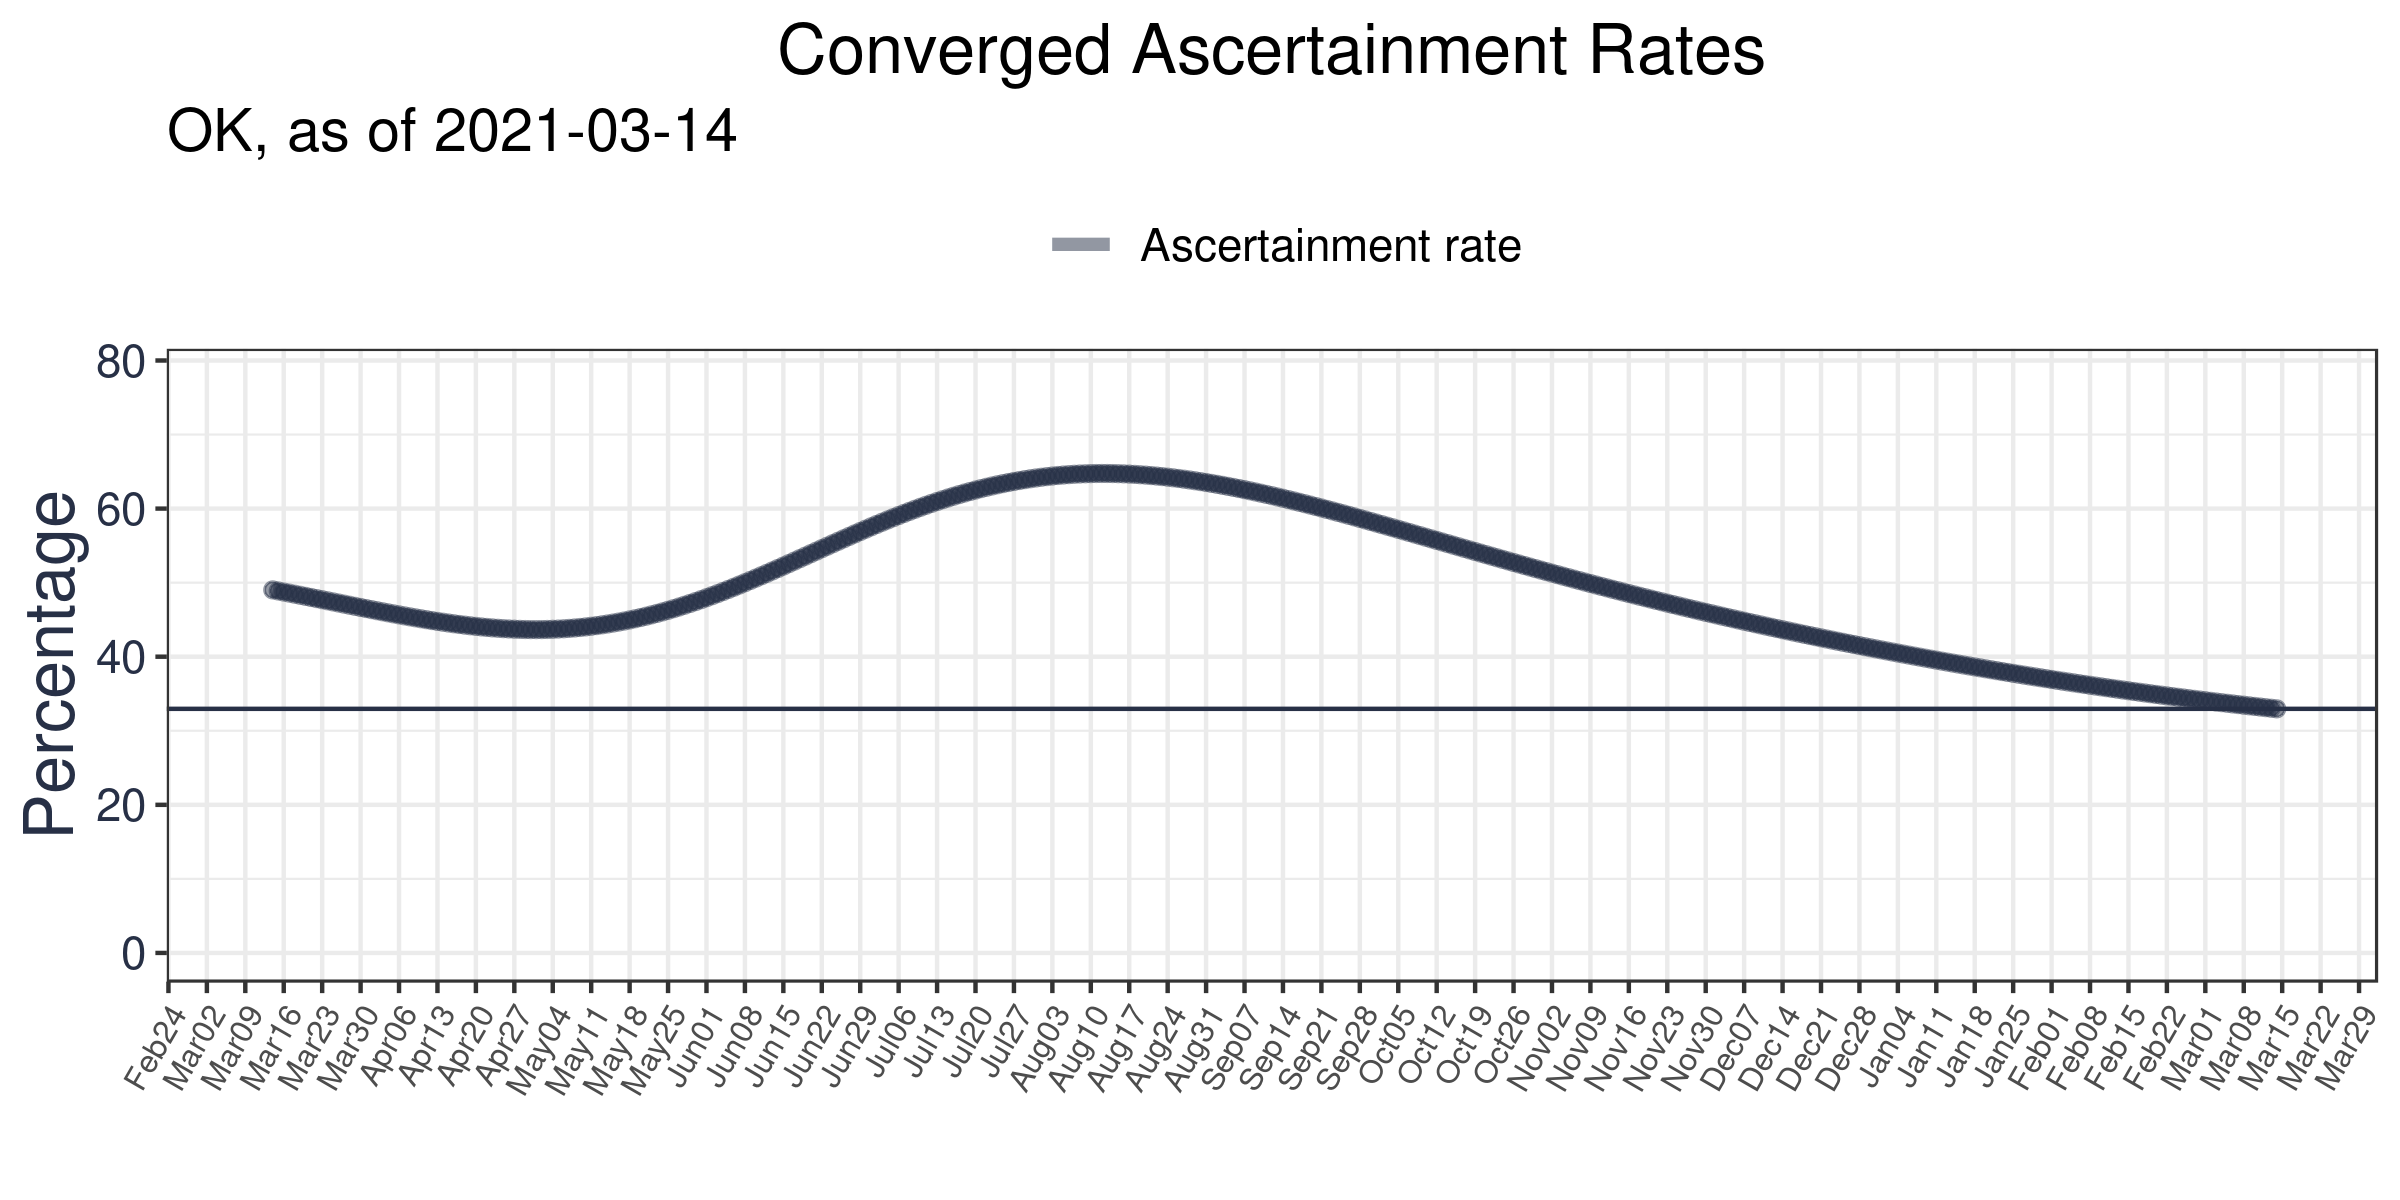 Converged Ascertainment Rates
OK, as of 2021-03-14
Ascertainment rate
Percentage
80
60
40
20
0
Feb24 Mar02 Mar09 Mar16 Mar23 Mar30 Apr06 Apr13 Apr20 Apr27 May04 May11 May18 May25 Jun01 Jun08 Jun15 Jun22 Jun29 Jul06 Jul13 Jul20 Jul27 Aug03 Aug10 Aug17 Aug24 Aug31 Sep07 Sep14 Sep21 Sep28 Oct05 Oct12 Oct19 Oct26 Nov02 Nov09 Nov16 Nov23 Nov30 Dec07 Dec14 Dec21 Dec28 Jan04 Jan11 Jan18 Jan25 Feb01 Feb08 Feb15 Feb22 Mar01 Mar08 Mar15 Mar22 Mar29